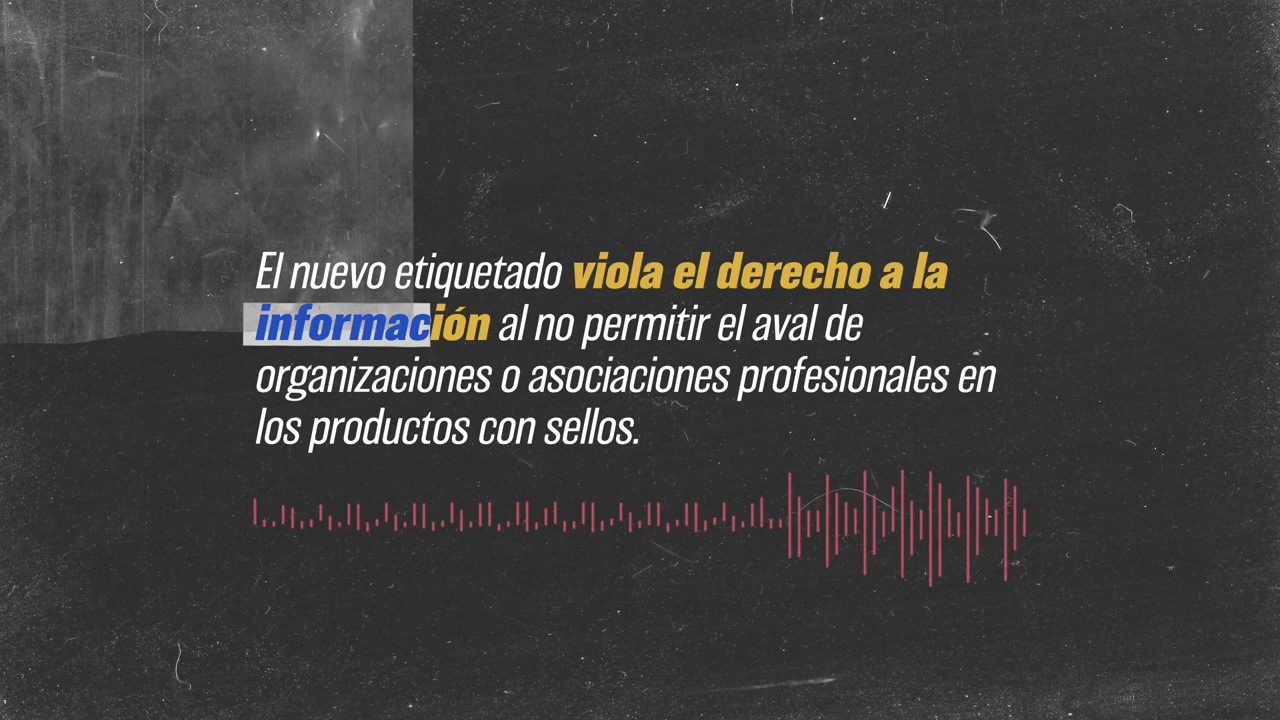 El nuevo etiquetado viola el derecho a la
información al no permitir el aval de
organizaciones o asociaciones profesionales en
los productos con sellos.